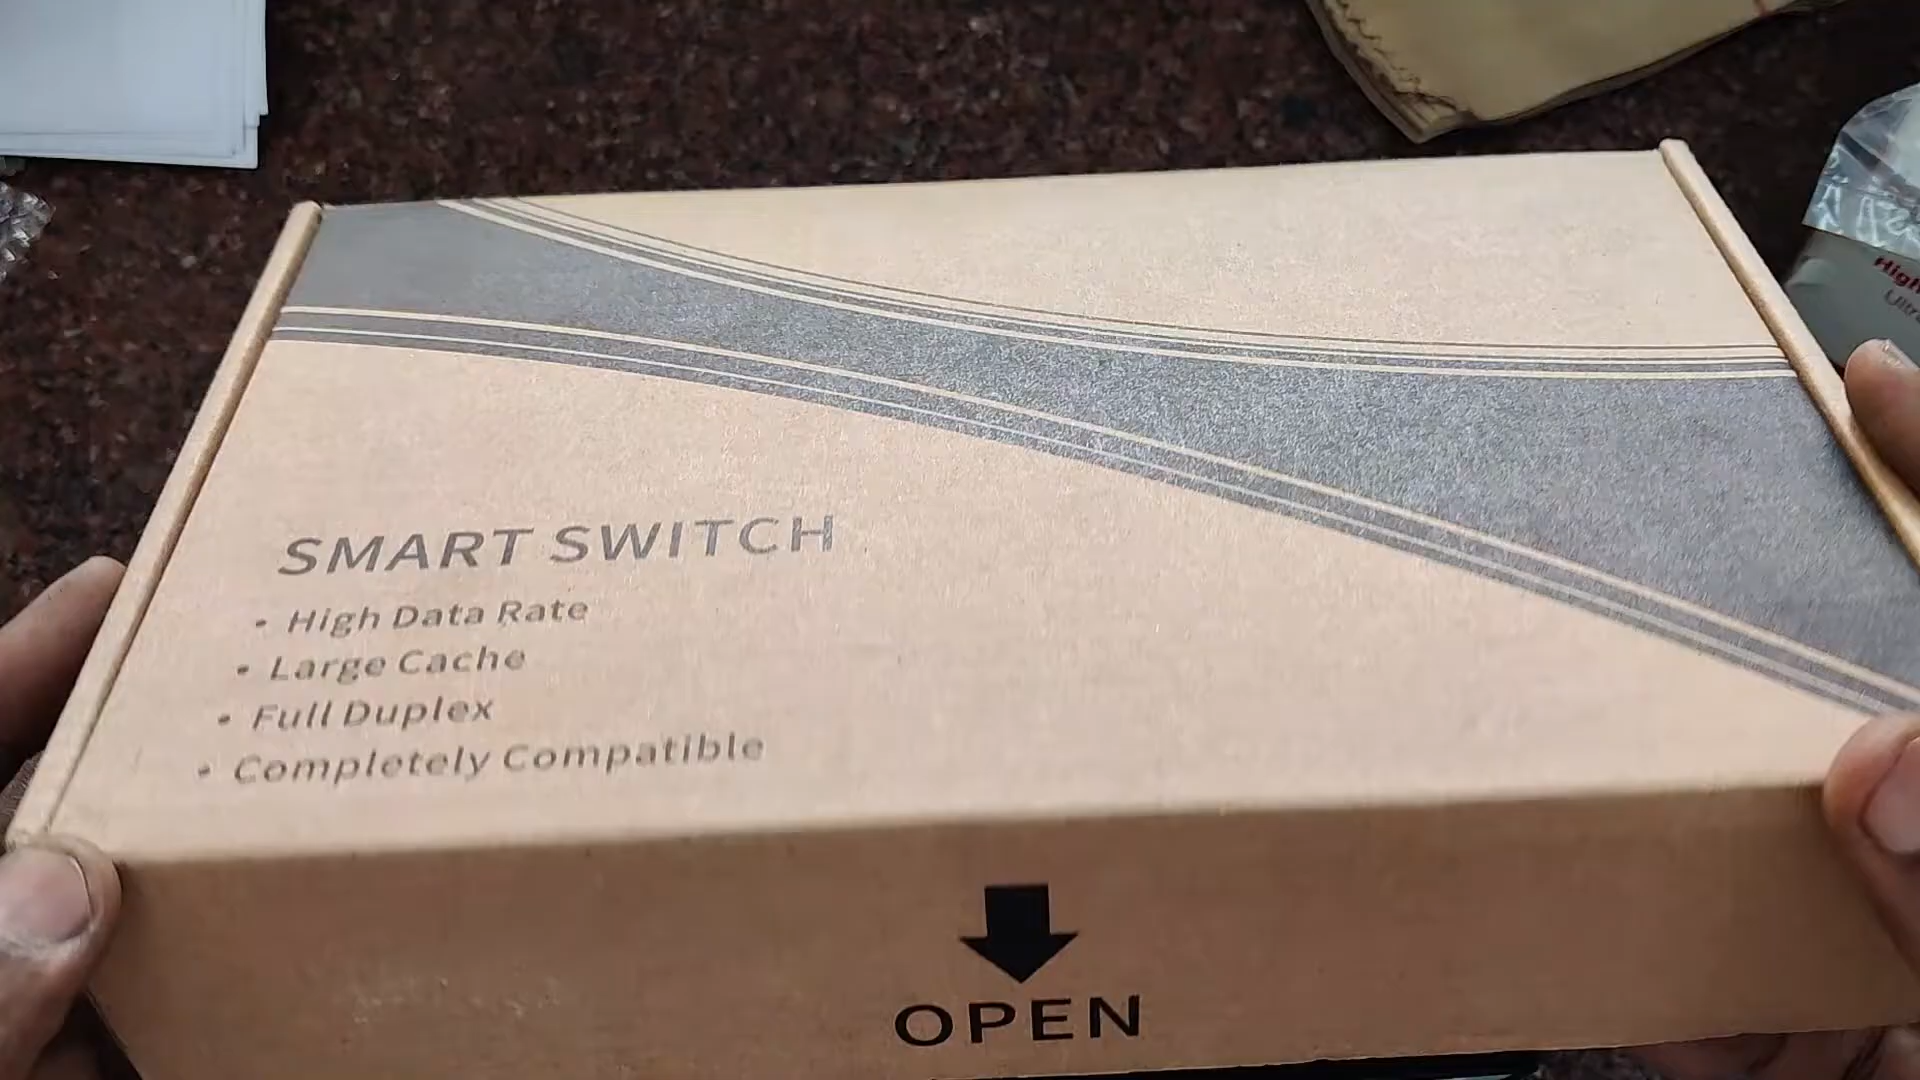 SMART SWITCH
• High Data Rate
• Large Cache
• Full Duplex
• Completely Compatible
OPEN